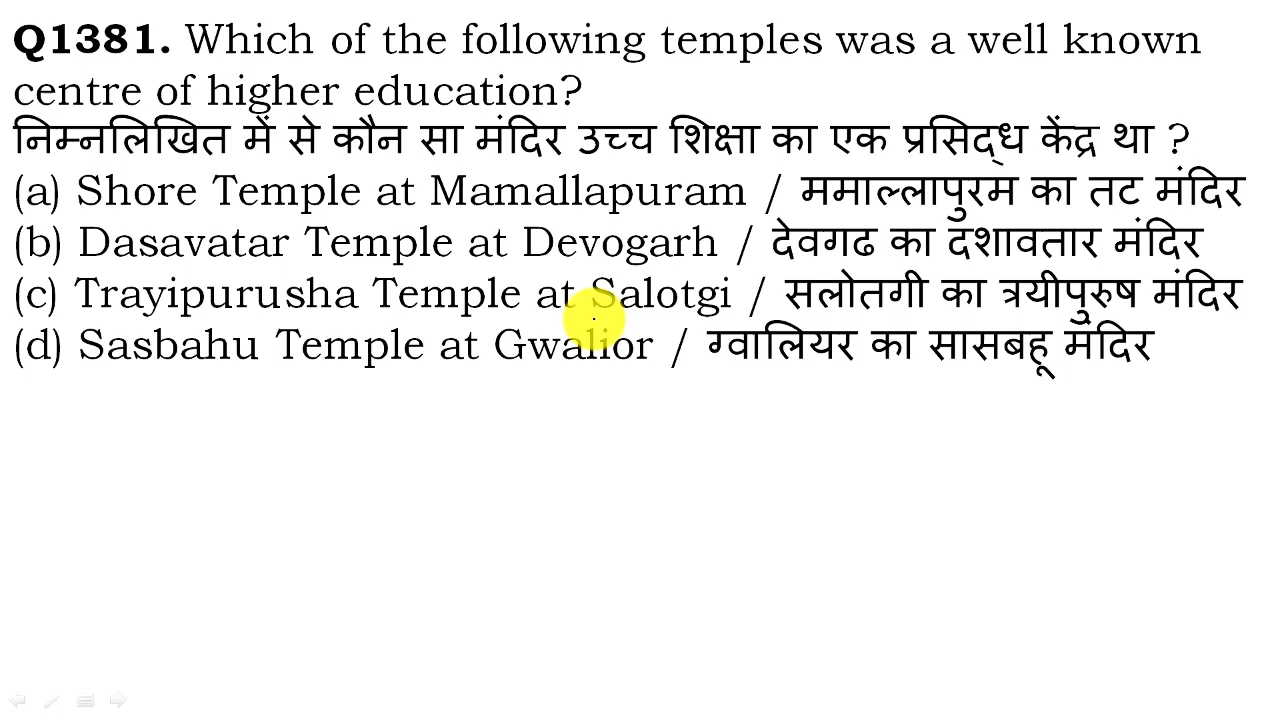 Q1381. Which of the following temples was a well known
centre of higher education?
निम्नलिखित में से कौन सा मंदिर उच्च शिक्षा का एक प्रसिद्ध केंद्र था ?
(a) Shore Temple at Mamallapuram / ममाल्लापुरम का तट मंदिर
(b) Dasavatar Temple at Devogarh / देवगढ का दशावतार मंदिर
(c) Trayipurusha Temple at Salotgi / सलोतगी का त्रयीपुरुष मंदिर
(d) Sasbahu Temple at Gwalior / ग्वालियर का सासबहू मंदिर